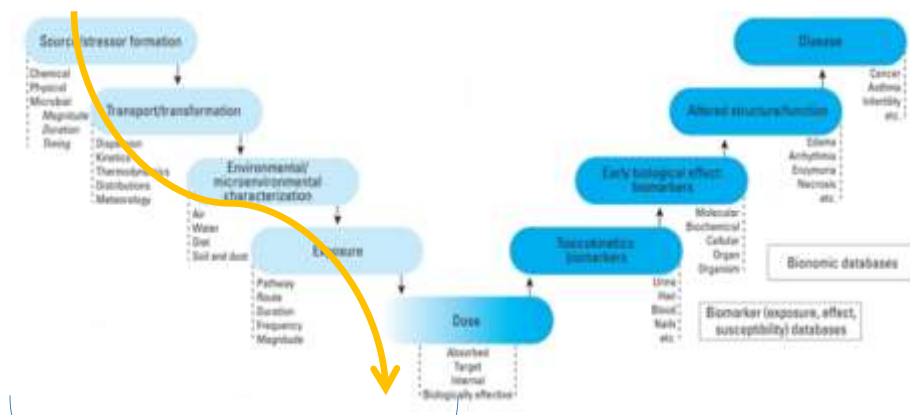 Source/stressor formation
Chemical
Physical
Microbial
Magnitude
Duration
Timing
Transport/transformation
Dispersion
Kinetics
Thermodynamics
Distributions
Meteorology
Environmental/
microenvironmental
characterization
Air
Water
Diet
Soil and dust
Exposure
Pathway
Route
Duration
Frequency
Magnitude
Dose
Absorbed
Target
Internal
Biologically effective
Toxicokinetics
biomarkers
Urine
Hair
Blood
Nails
etc.
Early biological effect
biomarkers
Molecular
Biochemical
Cellular
Organ
Organism
Altered structure/function
Edema
Arrhythmia
Necrosis
etc.
Disease
Cancer
Asthma
Infertility
etc.
Bionomic databases
Biomarker (exposure, effect,
susceptibility) databases